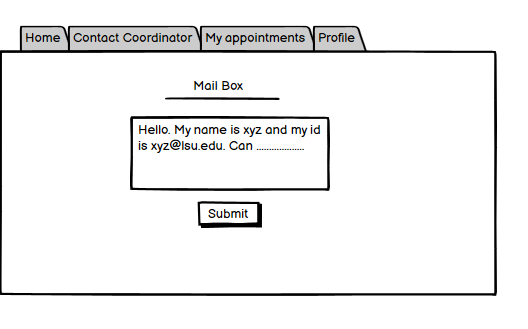 Home Contact Coordinator My appointments Profile
Mail Box
Hello. My name is xyz and my id
is xyz@lsu.edu. Can ...................
Submit